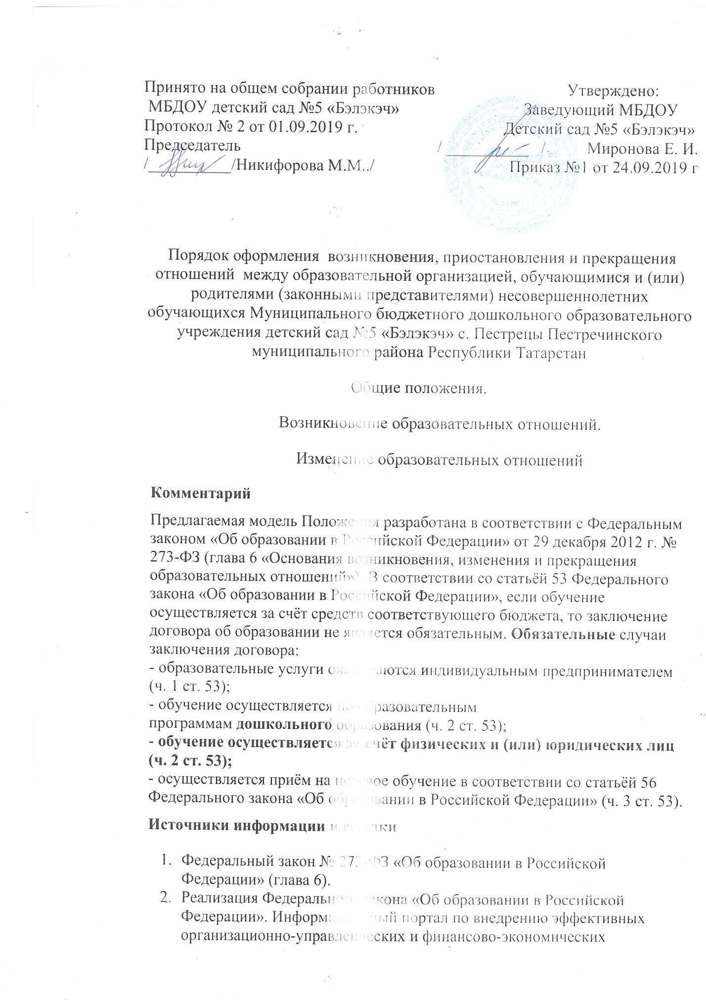 Принято на общем собрании работников Утверждено:
МБДОУ детский сад №5 «Бэлэкэч» Заведующий МБДОУ
Протокол № 2 от 01.09.2019 г. Детский сад №5 «Бэлэкэч»
Председатель /__________ / Миронова Е. И.
/__________/Никифорова М.М../ Приказ №1 от 24.09.2019 г
Порядок оформления возникновения, приостановления и прекращения
отношений между образовательной организацией, обучающимися и (или)
родителями (законными представителями) несовершеннолетних
обучающихся Муниципального бюджетного дошкольного образовательного
учреждения детский сад №5 «Бэлэкэч» с. Пестрецы Пестречинского
муниципального района Республики Татарстан
Общие положения.
Возникновение образовательных отношений.
Изменение образовательных отношений
Комментарий
Предлагаемая модель Положения разработана в соответствии с Федеральным
законом «Об образовании в Российской Федерации» от 29 декабря 2012 г. №
273-ФЗ (глава 6 «Основания возникновения, изменения и прекращения
образовательных отношений»). В соответствии со статьёй 53 Федерального
закона «Об образовании в Российской Федерации», если обучение
осуществляется за счёт средств соответствующего бюджета, то заключение
договора об образовании не является обязательным. Обязательные случаи
заключения договора:
- образовательные услуги оказываются индивидуальным предпринимателем
(ч. 1 ст. 53);
- обучение осуществляется по образовательным
программам дошкольного образования (ч. 2 ст. 53);
- обучение осуществляется за счёт физических и (или) юридических лиц
(ч. 2 ст. 53);
- осуществляется приём на целевое обучение в соответствии со статьёй 56
Федерального закона «Об образовании в Российской Федерации» (ч. 3 ст. 53).
Источники информации и ссылки
1. Федеральный закон № 273-ФЗ «Об образовании в Российской
Федерации» (глава 6).
2. Реализация Федерального закона «Об образовании в Российской
Федерации». Информационный портал по внедрению эффективных
организационно-управленческих и финансово-экономических